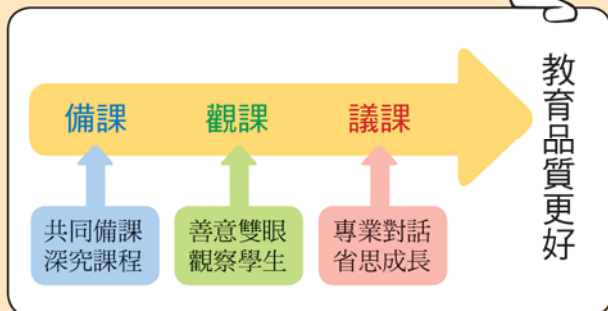 備課
觀課
議課
教育品質更好
共同備課
深究課程
善意雙眼
觀察學生
專業對話
省思成長